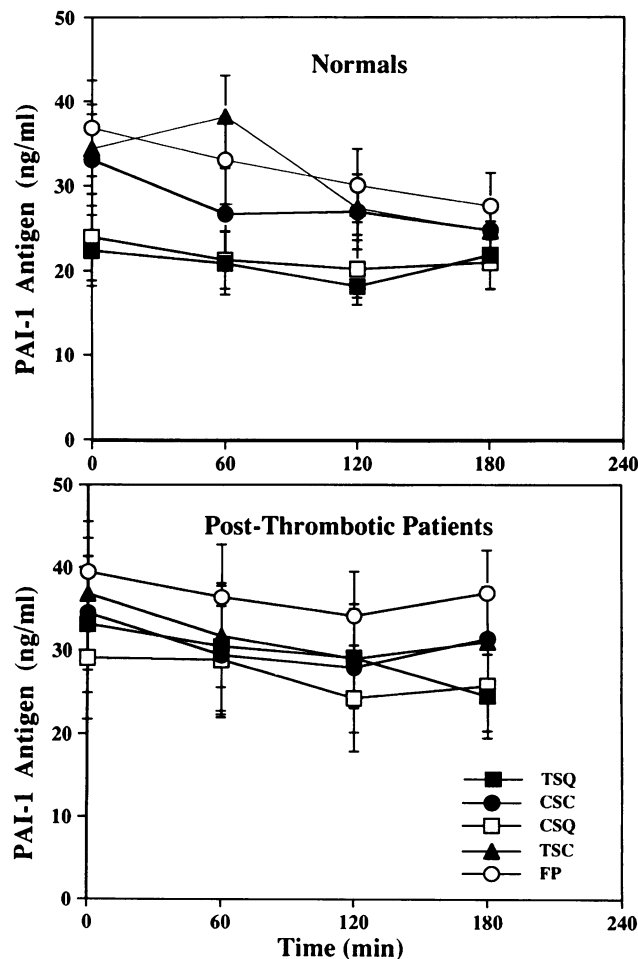 Normals
PAI-1 Antigen (ng/ml)
50
40
30
20
10
0
0 60 120 180 240
Post-Thrombotic Patients
PAI-1 Antigen (ng/ml)
50
40
30
20
10
0
TSQ
CSC
CSQ
TSC
FP
0 60 120 180 240
Time (min)